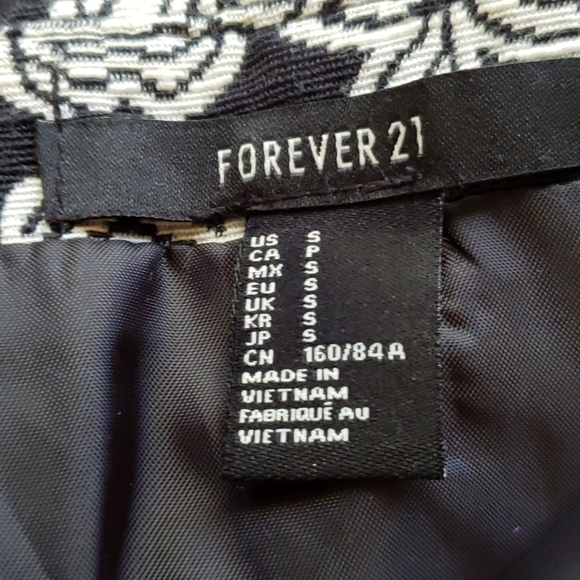 FOREVER 21
US S
CA P
MX S
EU S
UK S
KR S
JP S
CN 160/84A
MADE IN
VIETNAM
FABRIQUÉ AU
VIETNAM